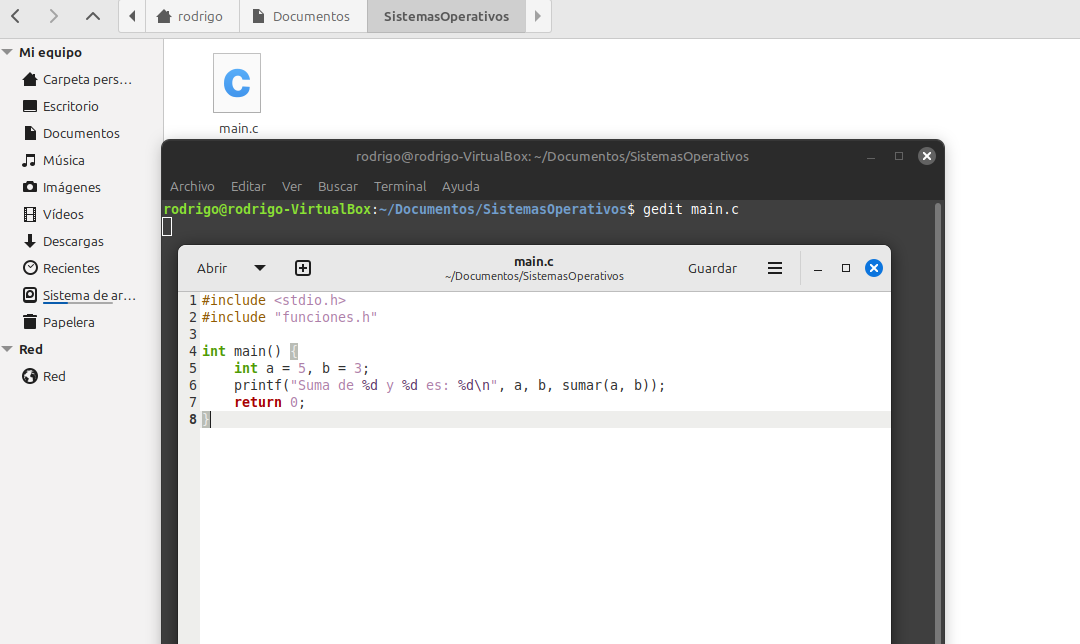 rodrigo
Documentos
SistemasOperativos
Mi equipo
Carpeta pers...
Escritorio
Documentos
Música
Imágenes
Vídeos
Descargas
Recientes
Sistema de ar...
Papelera
Red
Red
C
main.c
rodrigo@rodrigo-VirtualBox: ~/Documentos/SistemasOperativos
Archivo Editar Ver Buscar Terminal Ayuda
rodrigo@rodrigo-VirtualBox:~/Documentos/SistemasOperativos$ gedit main.c
Abrir
main.c
~/Documentos/SistemasOperativos
Guardar
1 #include <stdio.h>
2 #include "funciones.h"
3
4 int main() {
5     int a = 5, b = 3;
6     printf("Suma de %d y %d es: %d\n", a, b, sumar(a, b));
7     return 0;
8 }